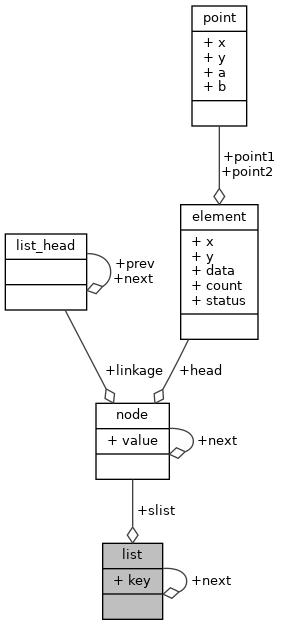 point
+ x
+ y
+ a
+ b
+point1
+point2
element
+ x
+ y
+ data
+ count
+ status
list_head
+prev
+next
+linkage
+head
node
+ value
+next
+slist
list
+ key
+next